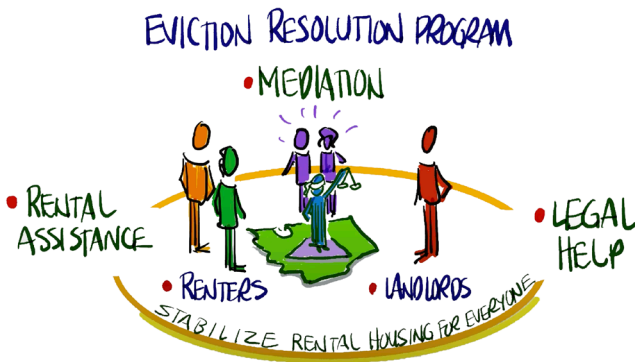 EVICTION RESOLUTION PROGRAM
• MEDIATION
• RENTAL
ASSISTANCE
• LEGAL
HELP
• RENTERS
• LANDLORDS
STABILIZE RENTAL HOUSING FOR EVERYONE